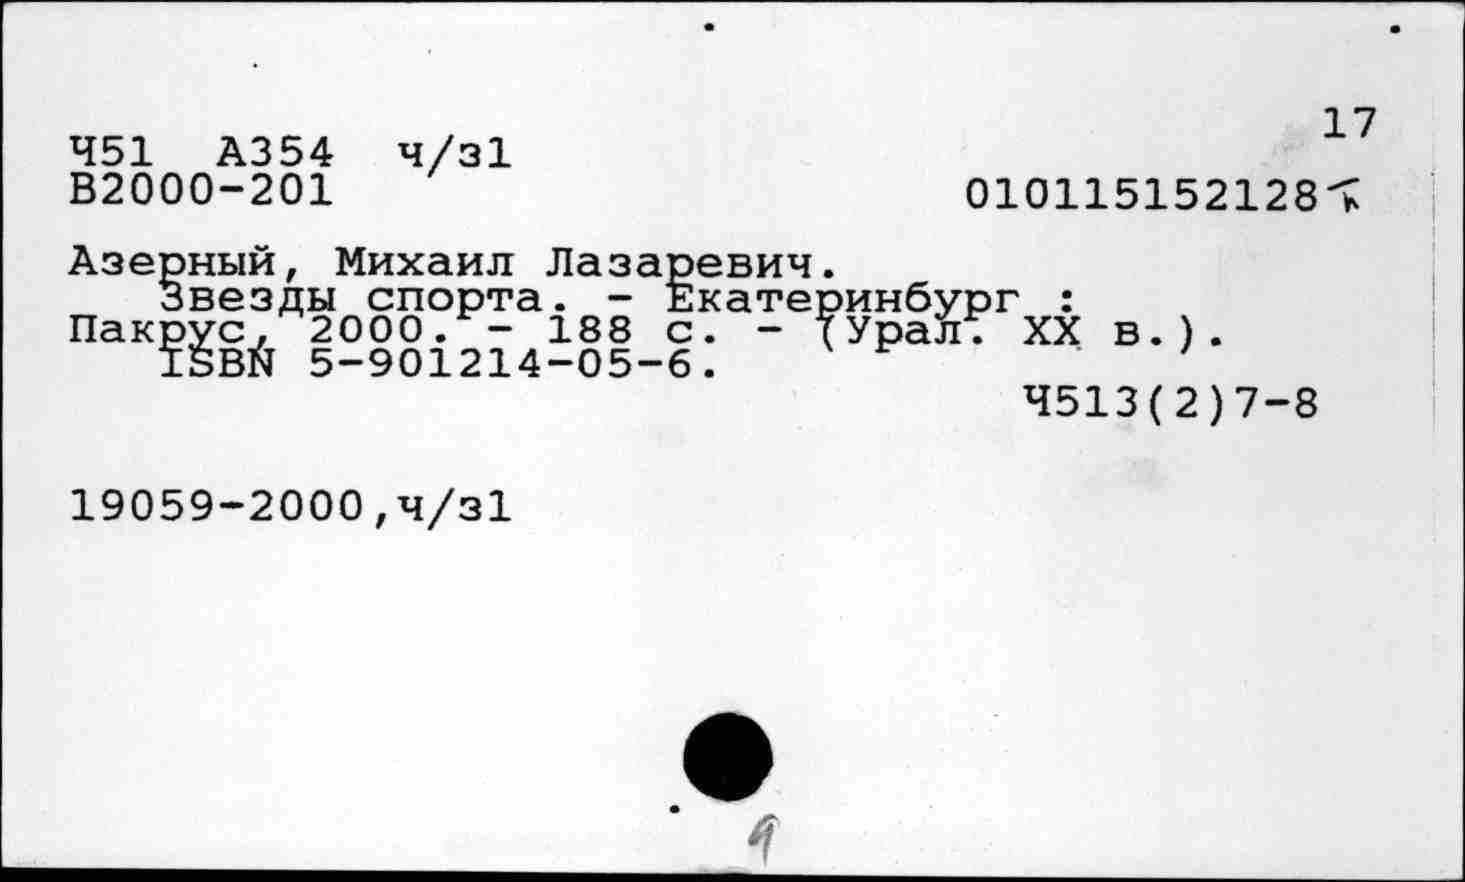 17
Ч51 А354 ч/з1
В2000-201 010115152128
Азерный, Михаил Лазаревич.
Звезды спорта. - Екатеринбург :
Пакрус, 2000. - 188 с. - (Урал. XX в.).
ISBN 5-901214-05-6.
Ч513(2)7-8
19059-2000,ч/з1